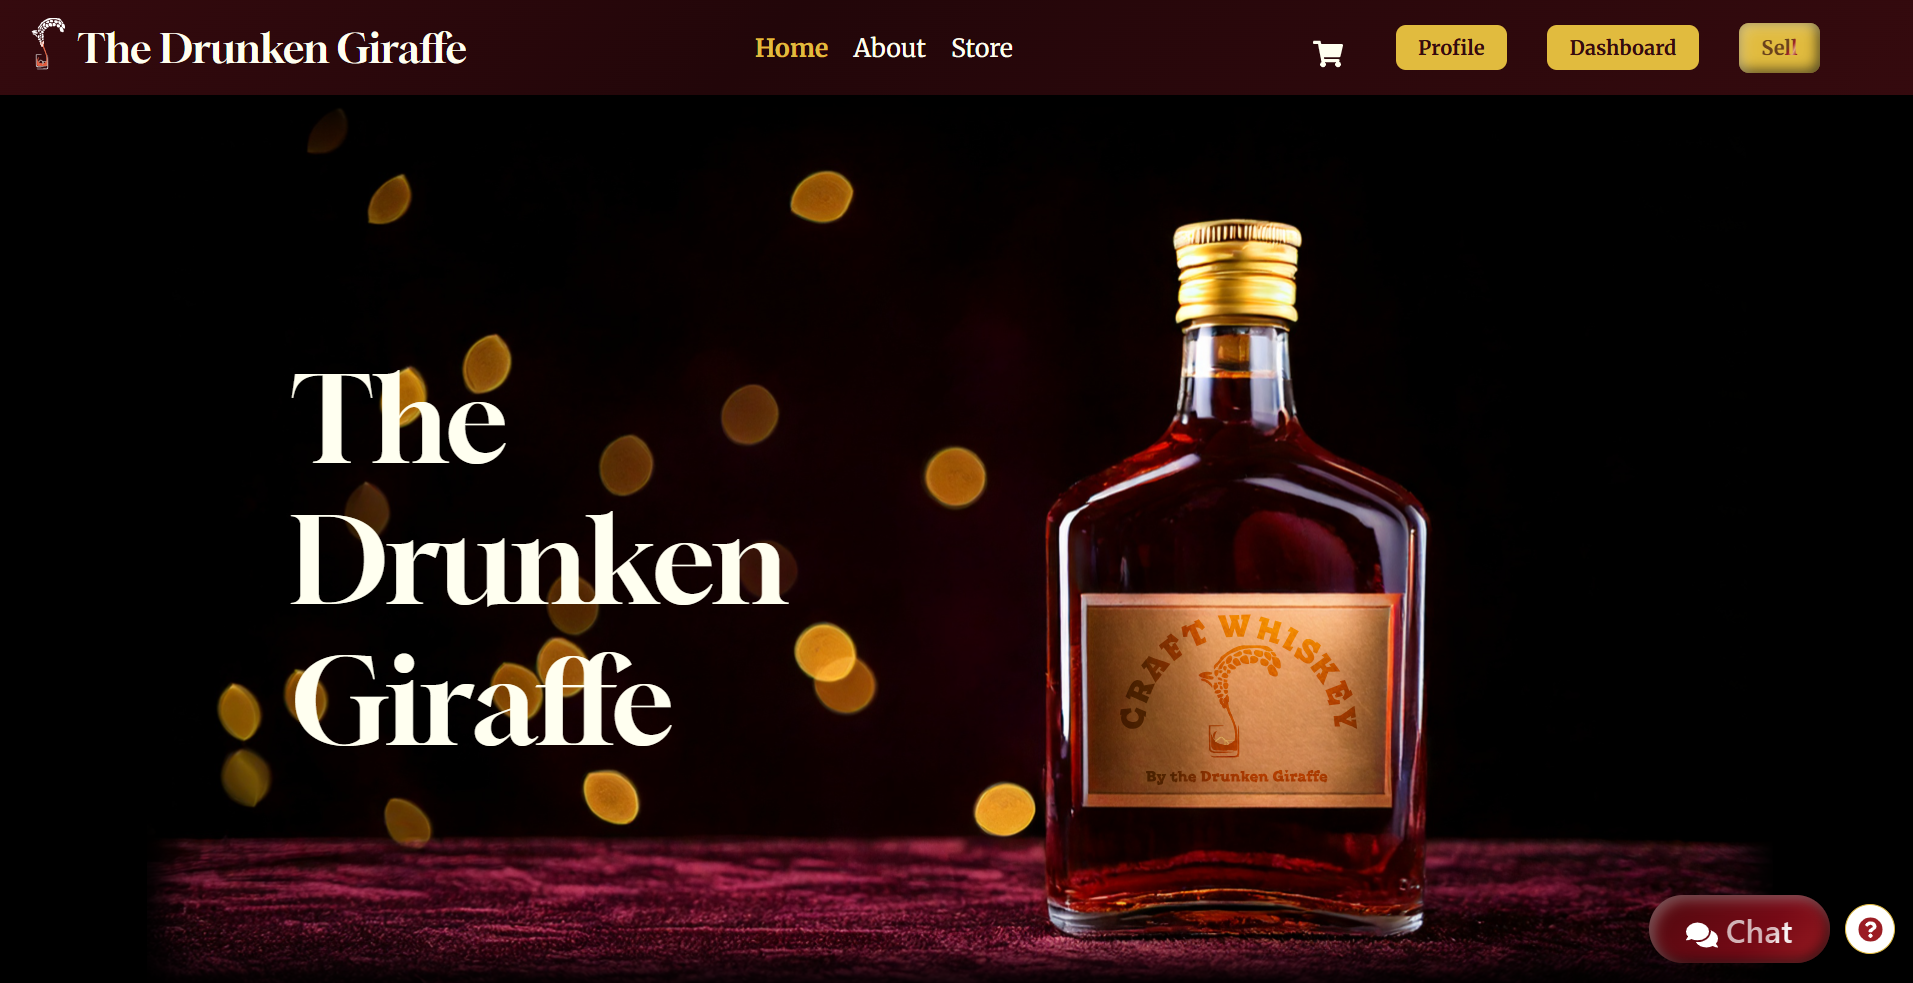 The Drunken Giraffe
Home About Store
Profile Dashboard Sell
The
Drunken
Giraffe
CRAFT WHISKEY
By the Drunken Giraffe
Chat
?